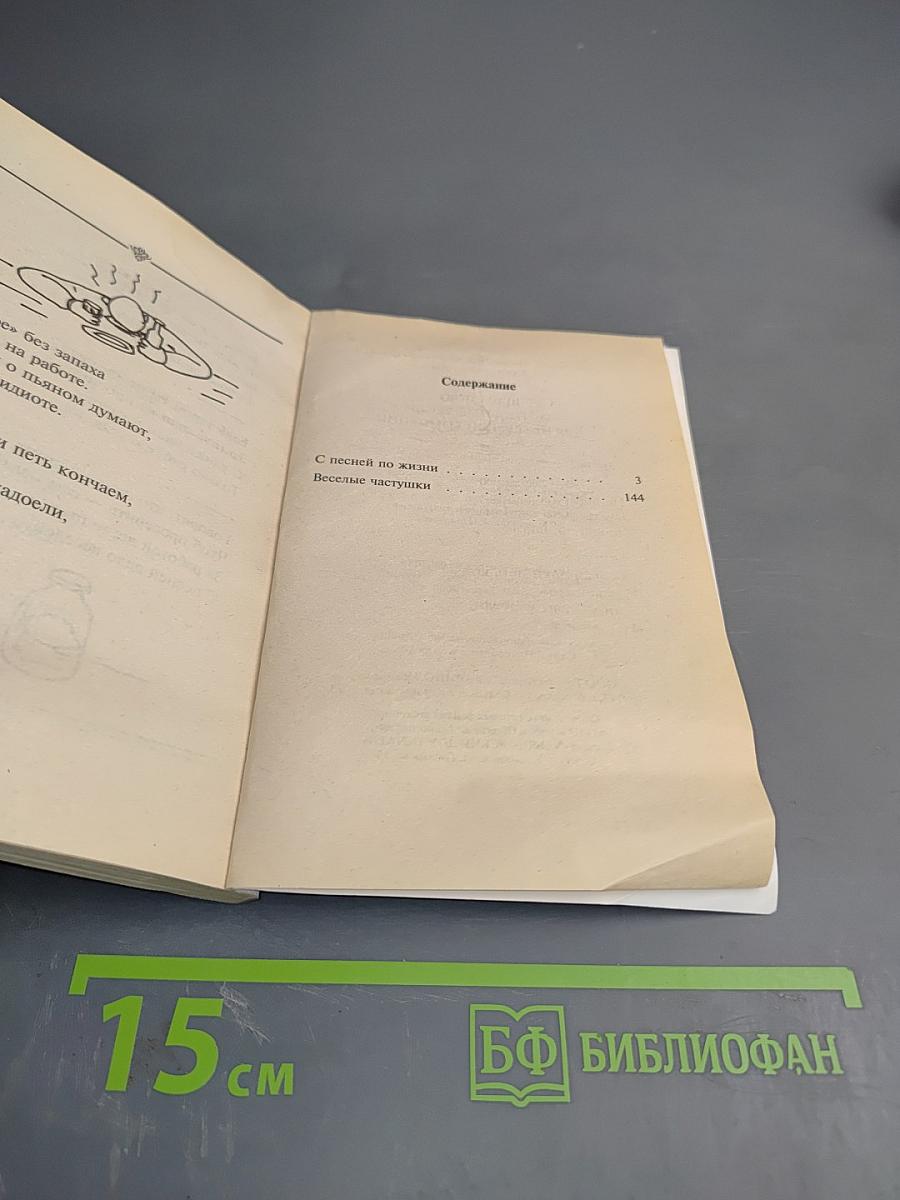 е» без запаха
на работе.
о пьяном думают,
идиоте.
и петь кончаем,
адоели,
Содержание
С песней по жизни . . . . . . . . . . . . 3
Веселые частушки . . . . . . . . . . . . 144
15 см
БФ БИБЛИОФАН